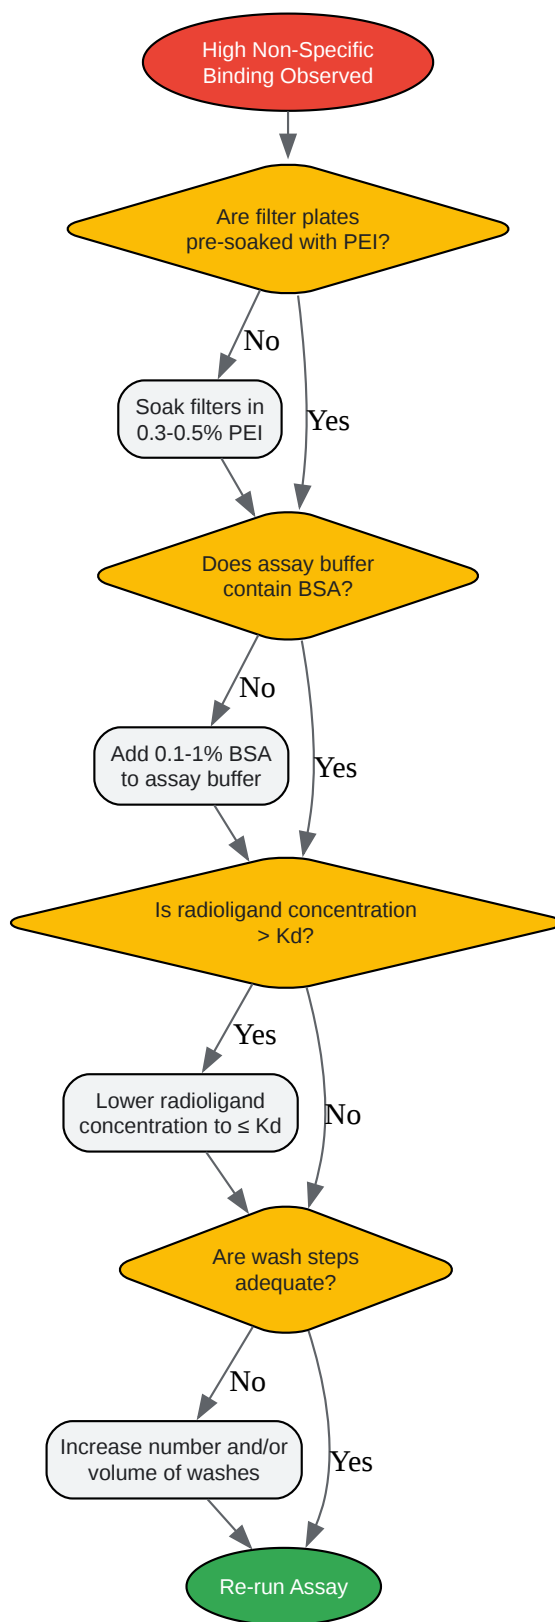 High Non-Specific
Binding Observed
Are filter plates
pre-soaked with PEI?
No
Soak filters in
0.3-0.5% PEI
Yes
Does assay buffer
contain BSA?
No
Add 0.1-1% BSA
to assay buffer
Yes
Is radioligand concentration
> Kd?
Yes
Lower radioligand
concentration to ≤ Kd
No
Are wash steps
adequate?
No
Increase number and/or
volume of washes
Yes
Re-run Assay